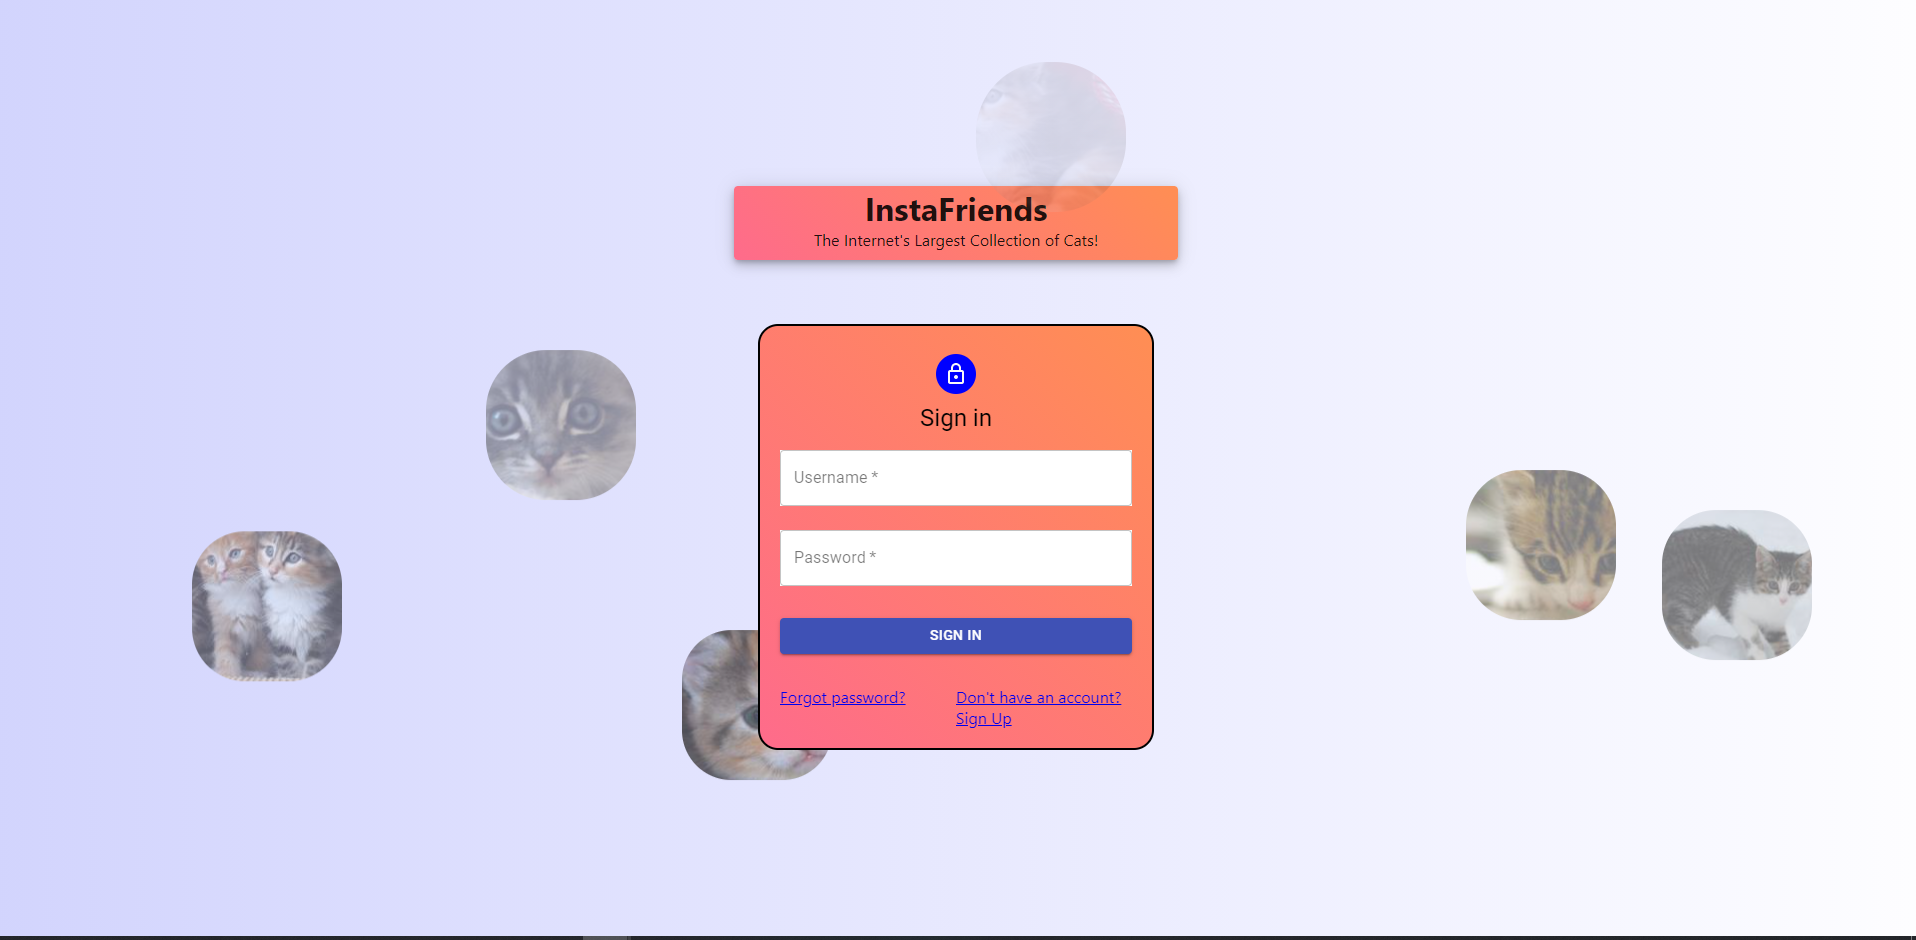 InstaFriends
The Internet's Largest Collection of Cats!
Sign in
Username *
Password *
SIGN IN
Forgot password?
Don't have an account?
Sign Up